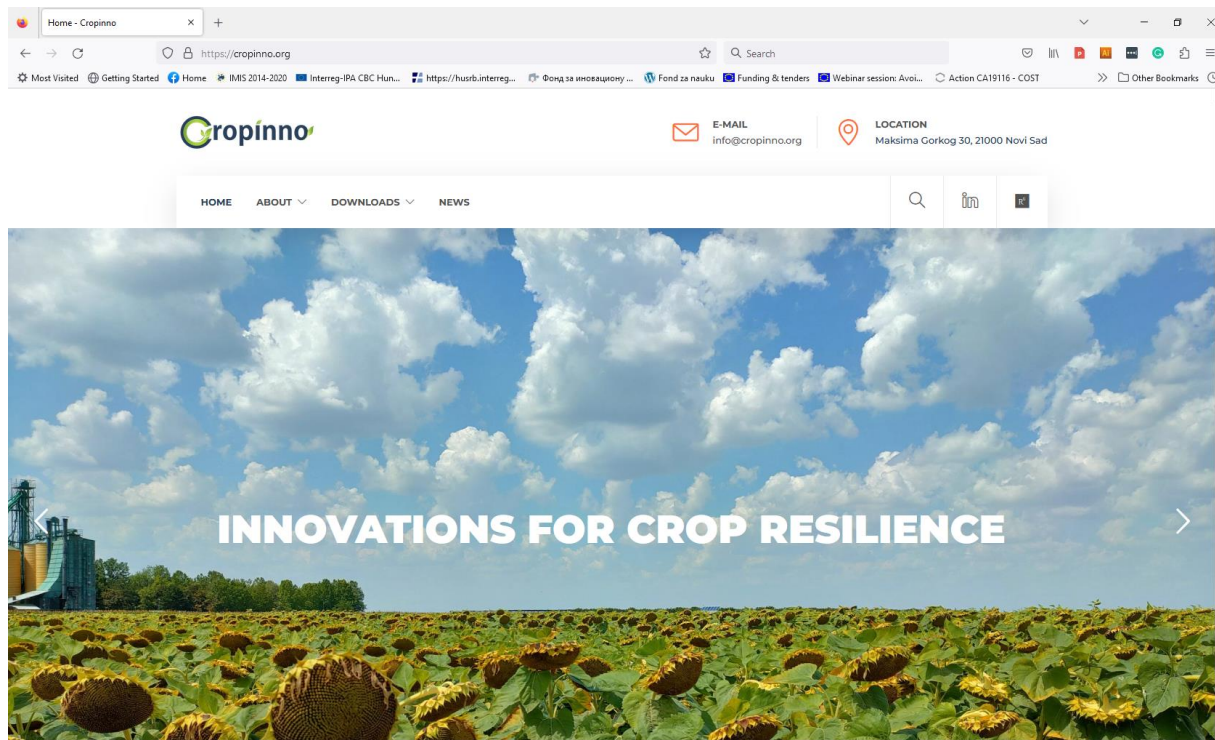 Home - Cropinno
https://cropinno.org
Search
Most Visited Getting Started Home IMIS 2014-2020 Interreg-IPA CBC Hun... https://husrb.interreg... Фонд за иновациону ... Fond za nauku Funding & tenders Webinar session: Avoi... Action CA19116 - COST Other Bookmarks
Cropinno
E-MAIL
info@cropinno.org
LOCATION
Maksima Gorkog 30, 21000 Novi Sad
HOME ABOUT DOWNLOADS NEWS
in
R⁶
INNOVATIONS FOR CROP RESILIENCE